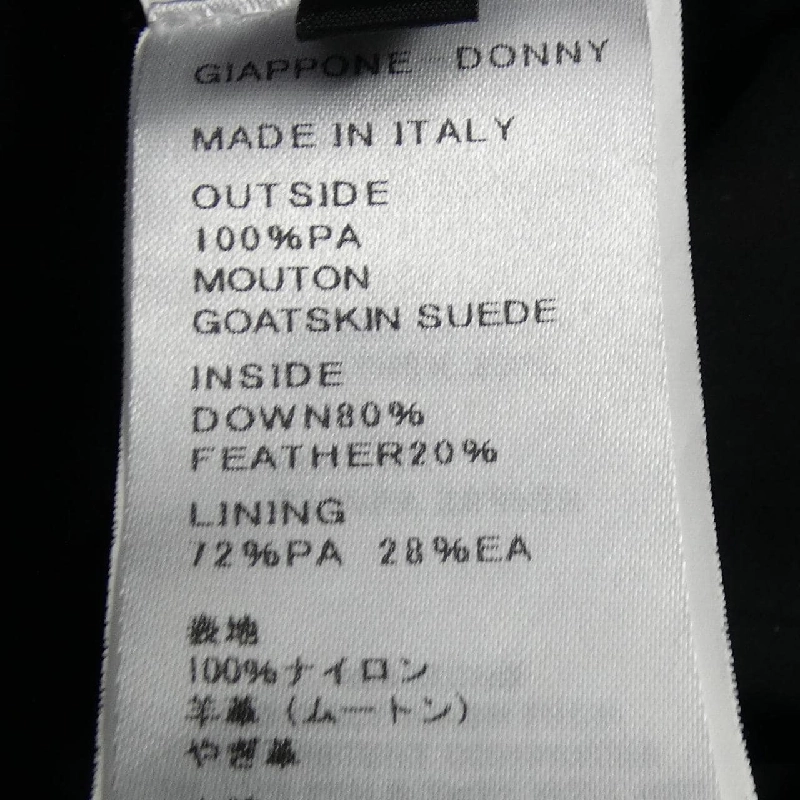 GIAPPONE DONNY
MADE IN ITALY
OUTSIDE
100%PA
MOUTON
GOATSKIN SUEDE
INSIDE
DOWN80%
FEATHER20%
LINING
72%PA 28%EA
表地
100%ナイロン
羊革(ムートン)
やぎ革